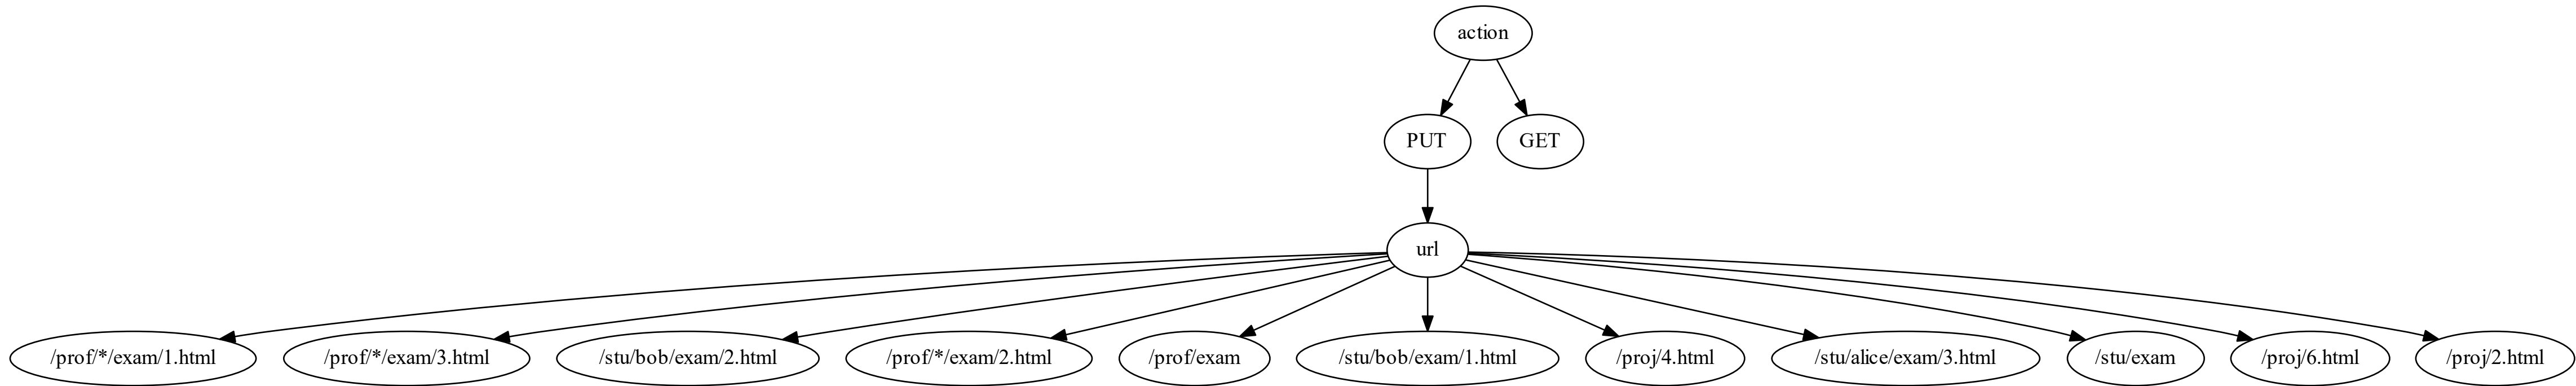 action
PUT
GET
url
/prof/*/exam/1.html
/prof/*/exam/3.html
/stu/bob/exam/2.html
/prof/*/exam/2.html
/prof/exam
/stu/bob/exam/1.html
/proj/4.html
/stu/alice/exam/3.html
/stu/exam
/proj/6.html
/proj/2.html